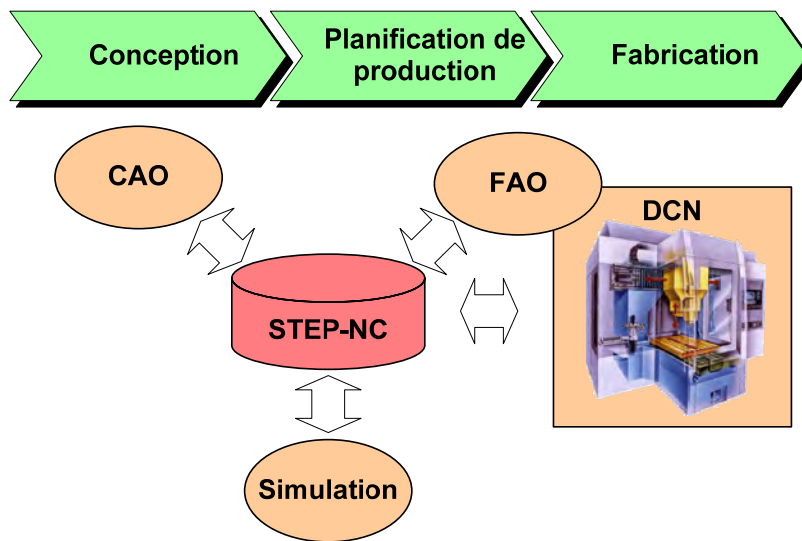 Conception
Planification de
production
Fabrication
CAO
FAO
DCN
STEP-NC
Simulation